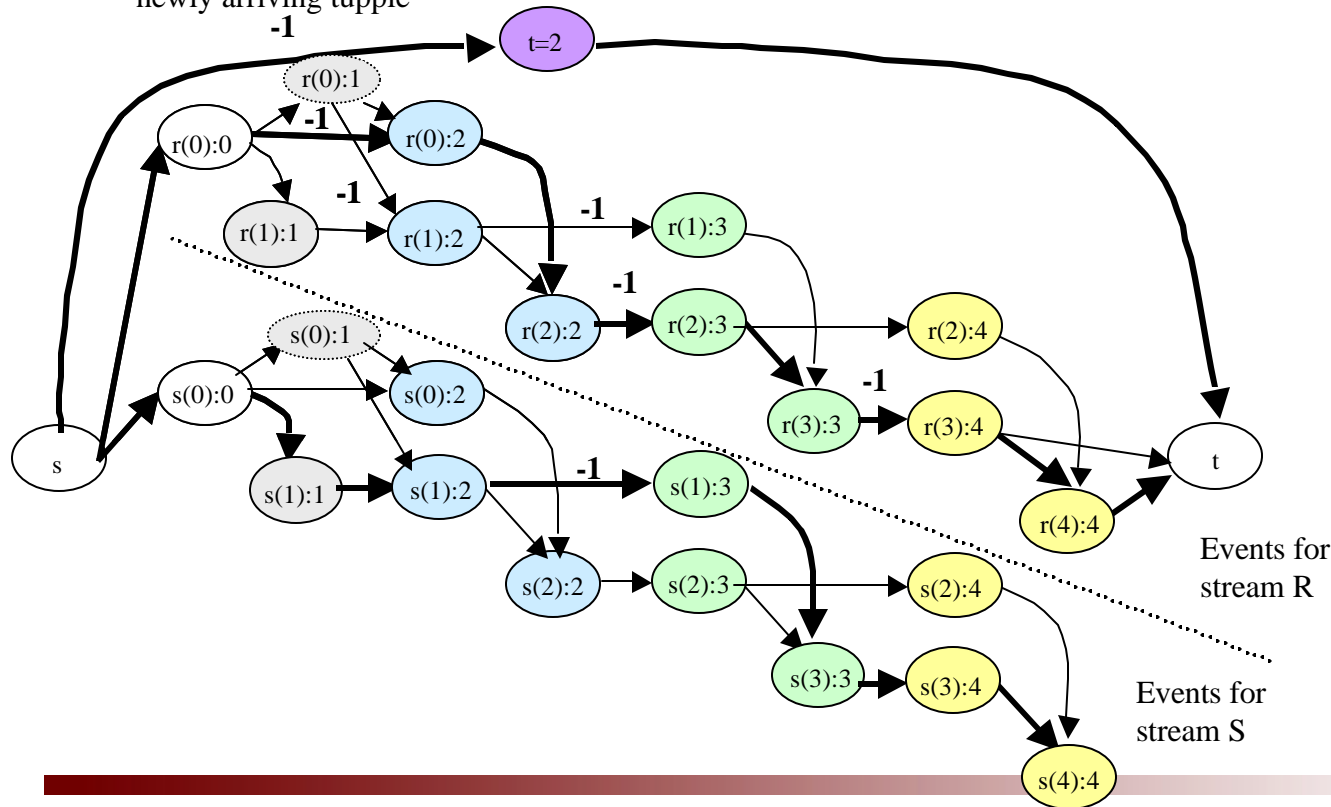 newly arriving tupple
-1
t=2
r(0):1
-1
r(0):0
r(0):2
-1
-1
r(1):1
r(1):2
r(1):3
-1
r(2):2
r(2):3
r(2):4
s(0):1
-1
s(0):0
s(0):2
r(3):3
r(3):4
s
t
-1
s(1):1
s(1):2
s(1):3
r(4):4
Events for
stream R
s(2):2
s(2):3
s(2):4
s(3):3
s(3):4
Events for
stream S
s(4):4